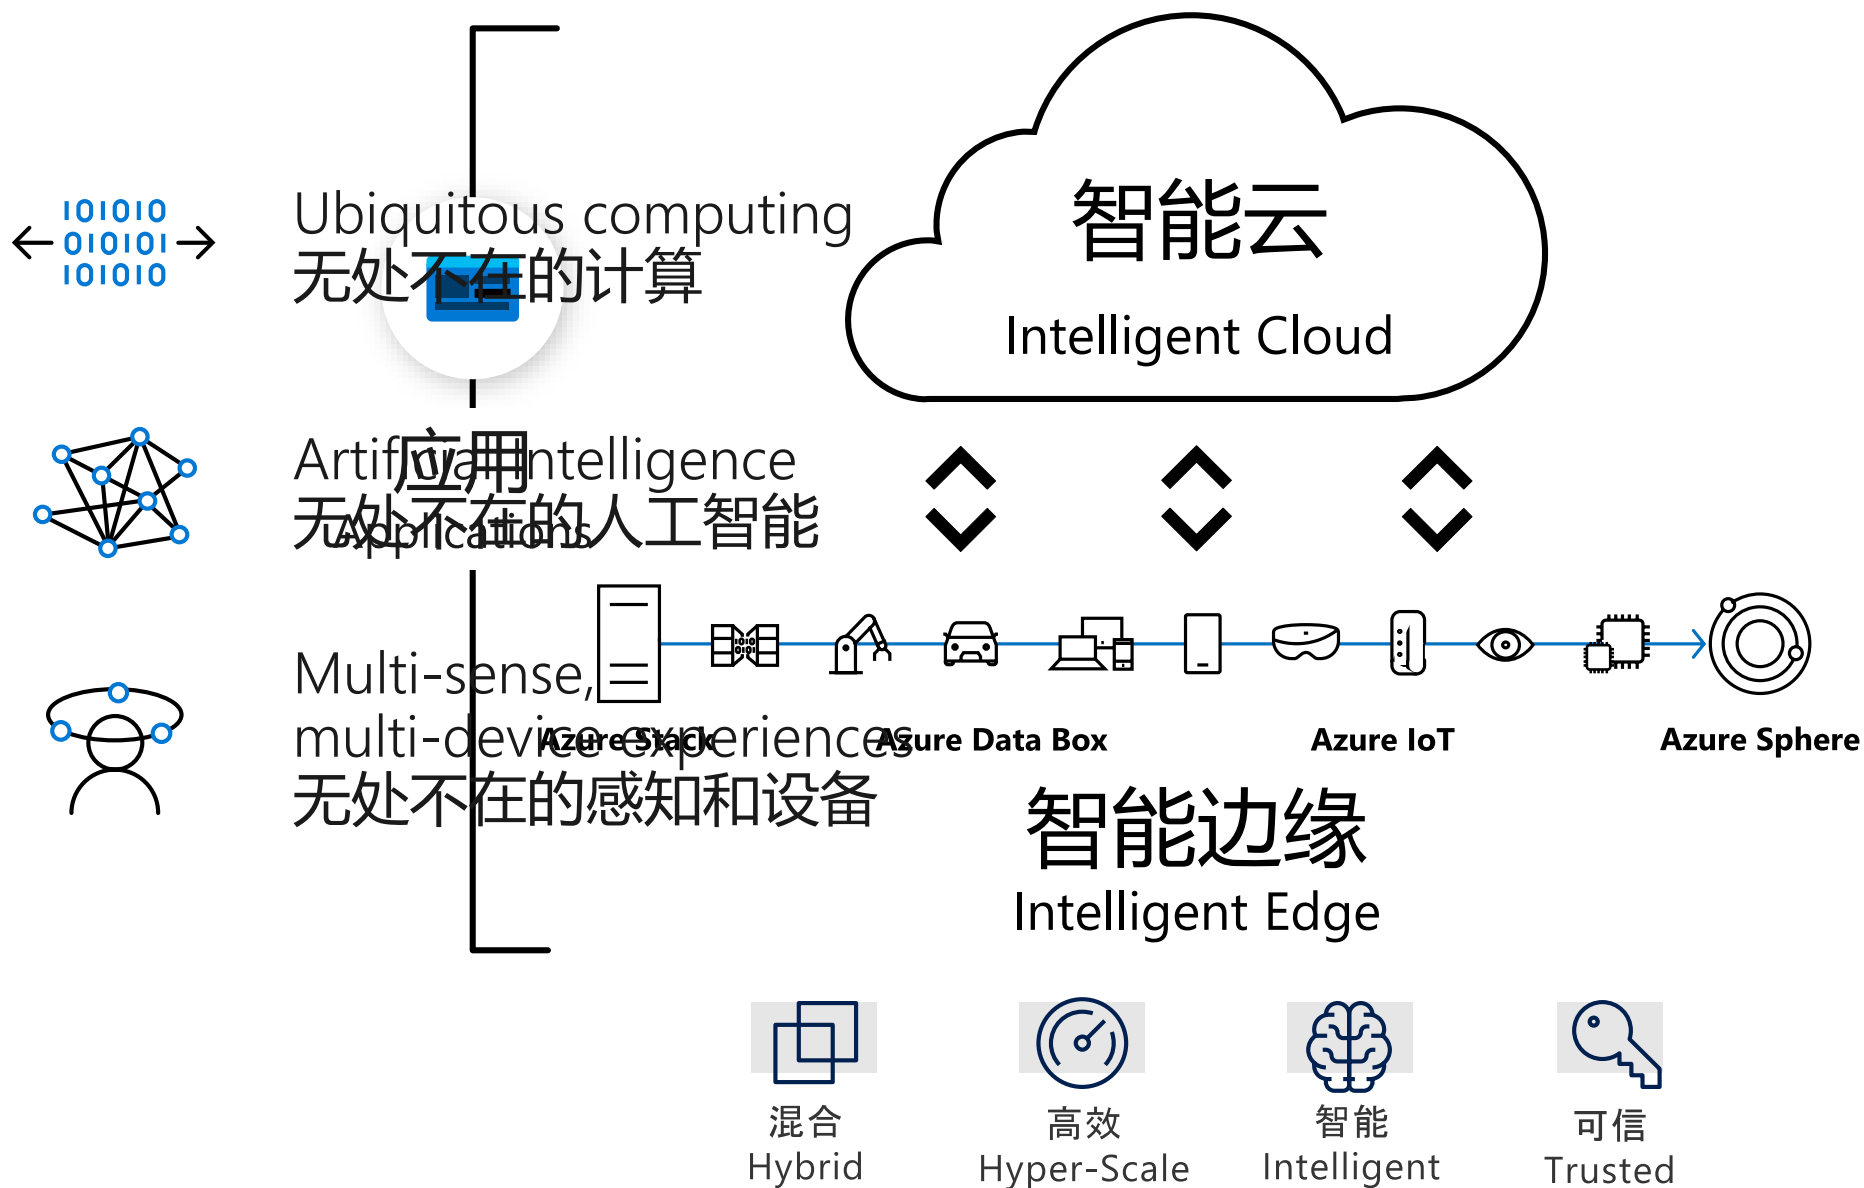 101010
010101
101010
Ubiquitous computing
无处不在的计算
智能云
Intelligent Cloud
Artificial Intelligence
无处不在的人工智能
应用
Applications
Multi-sense,
multi-device experiences
无处不在的感知和设备
Azure Stack
Azure Data Box
Azure IoT
Azure Sphere
智能边缘
Intelligent Edge
混合
Hybrid
高效
Hyper-Scale
智能
Intelligent
可信
Trusted